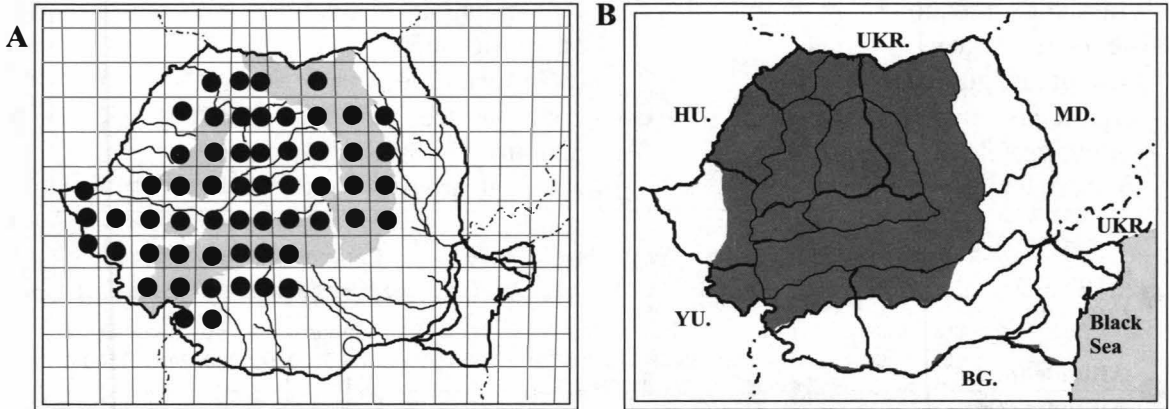 A
B
UKR.
HU.
MD.
UKR.
YU.
Black
Sea
BG.